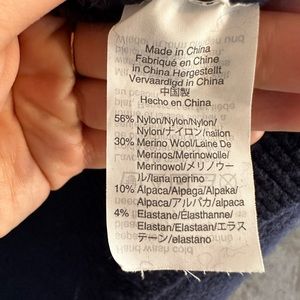 Made in China
Fabriqué en Chine
in China Hergestellt
Vervaardigd in China
中国製
Hecho en China
56% Nylon/Nylon/Nylon/
Nylon/ナイロン/nailon
30% Merino Wool/Laine De
Merinos/Merinowolle/
Merinowol/メリノウー
ル/lana merino
10% Alpaca/Alpega/Alpaka/
Alpaca/アルパカ/alpaca
4% Elastane/Élasthanne/
Elastan/Elastaan/エラス
テーン/elastano